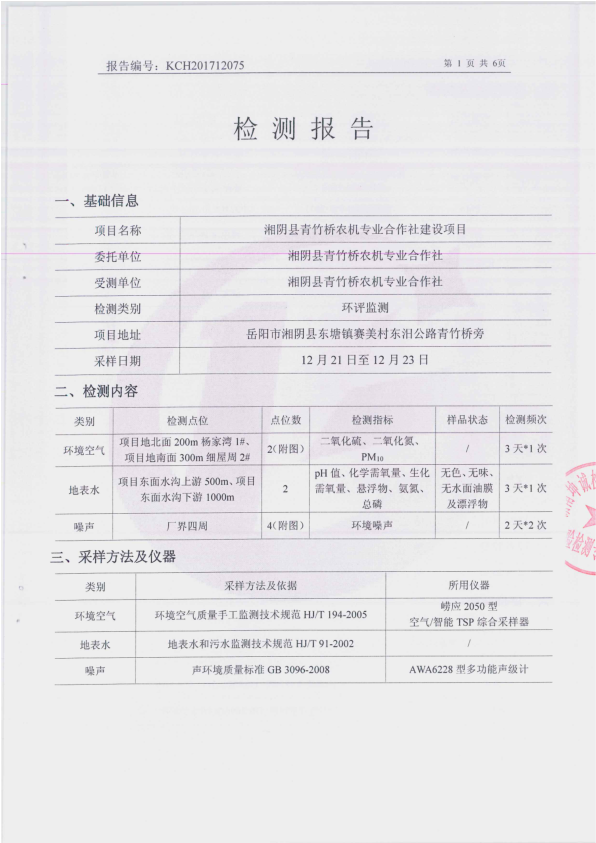 报告编号：KCH201712075
第 1 页 共 6页
检 测 报 告
一、基础信息
项目名称 湘阴县青竹桥农机专业合作社建设项目
委托单位 湘阴县青竹桥农机专业合作社
受测单位 湘阴县青竹桥农机专业合作社
检测类别 环评监测
项目地址 岳阳市湘阴县东塘镇赛美村东汨公路青竹桥旁
采样日期 12 月 21 日至 12 月 23 日
二、检测内容
类别 检测点位 点位数 检测指标 样品状态 检测频次
环境空气 项目地北面 200m 杨家湾 1#、
项目地南面 300m 细屋周 2#
2（附图）
二氧化硫、二氧化氮、
PM10
/ 3 天*1 次
地表水
项目东面水沟上游 500m、项目
东面水沟下游 1000m
2
pH 值、化学需氧量、生化
需氧量、悬浮物、氨氮、
总磷
无色、无味、
无水面油膜
及漂浮物
3 天*1 次
噪声 厂界四周 4（附图） 环境噪声 / 2 天*2 次
三、采样方法及仪器
类别 采样方法及依据 所用仪器
环境空气 环境空气质量手工监测技术规范 HJ/T 194-2005
崂应 2050 型
空气/智能 TSP 综合采样器
地表水 地表水和污水监测技术规范 HJ/T 91-2002 /
噪声 声环境质量标准 GB 3096-2008 AWA6228 型多功能声级计